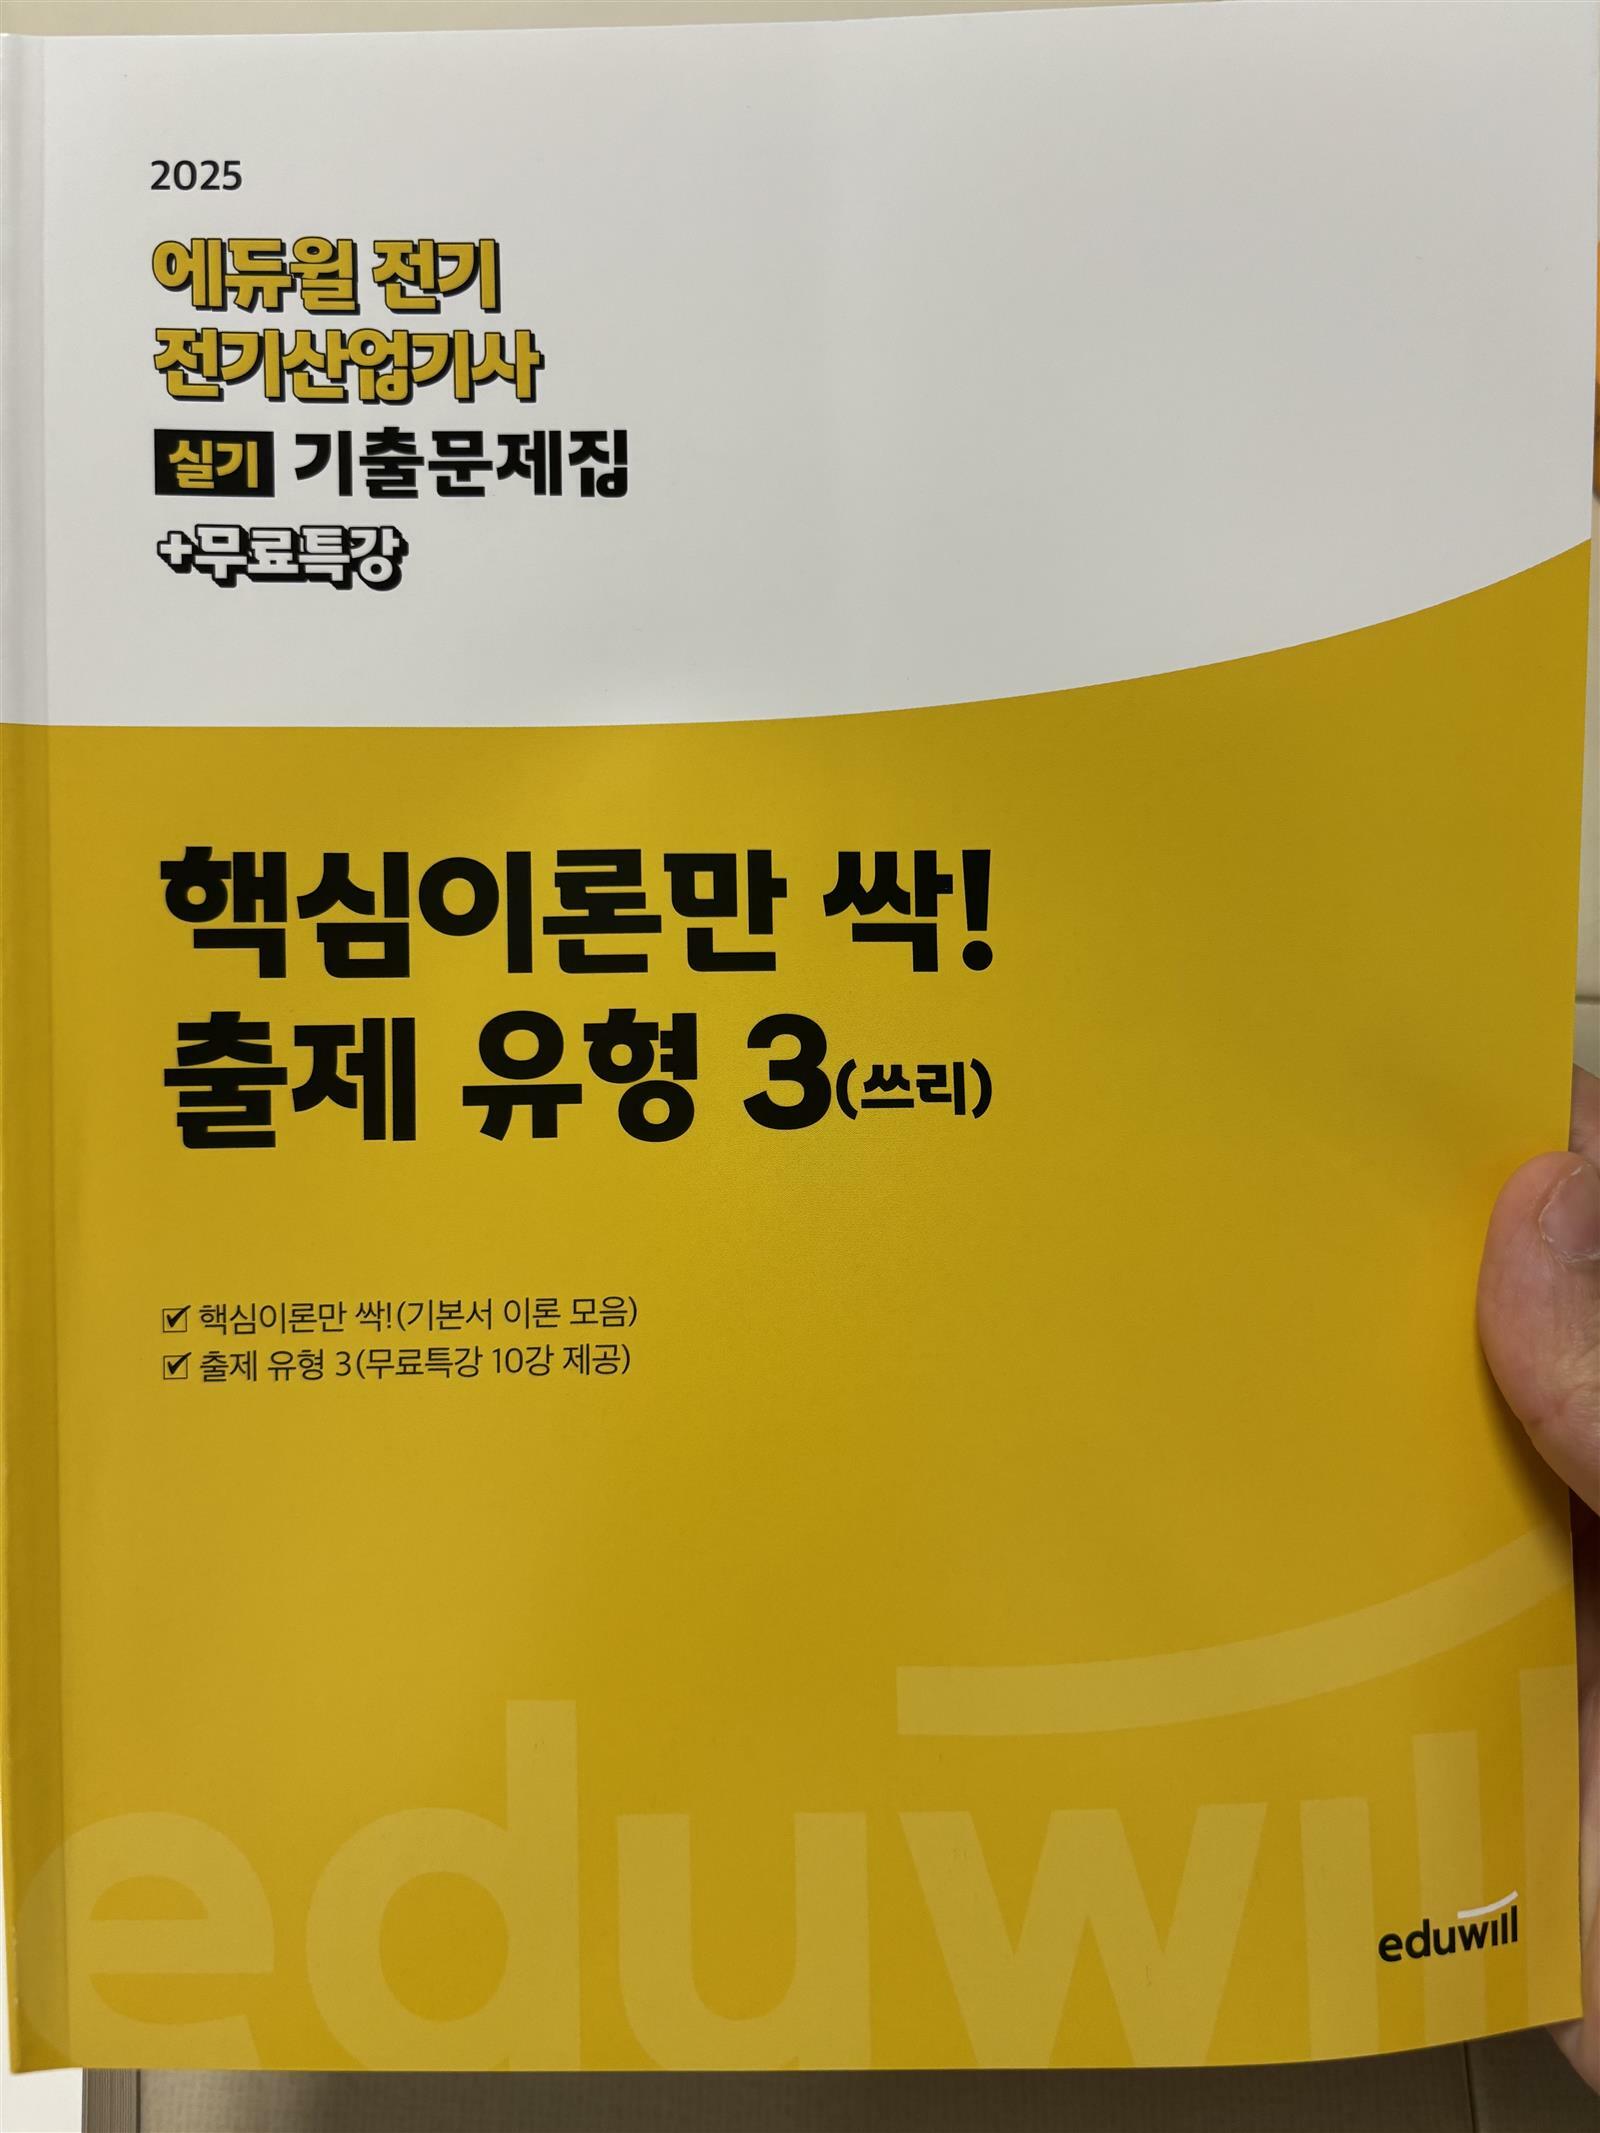 2025
에듀윌 전기
전기산업기사
실기 기출문제집
+무료특강
핵심이론만 싹!
출제 유형 3(쓰리)
☑ 핵심이론만 싹!(기본서 이론 모음)
☑ 출제 유형 3(무료특강 10강 제공)
eduwill
eduwill